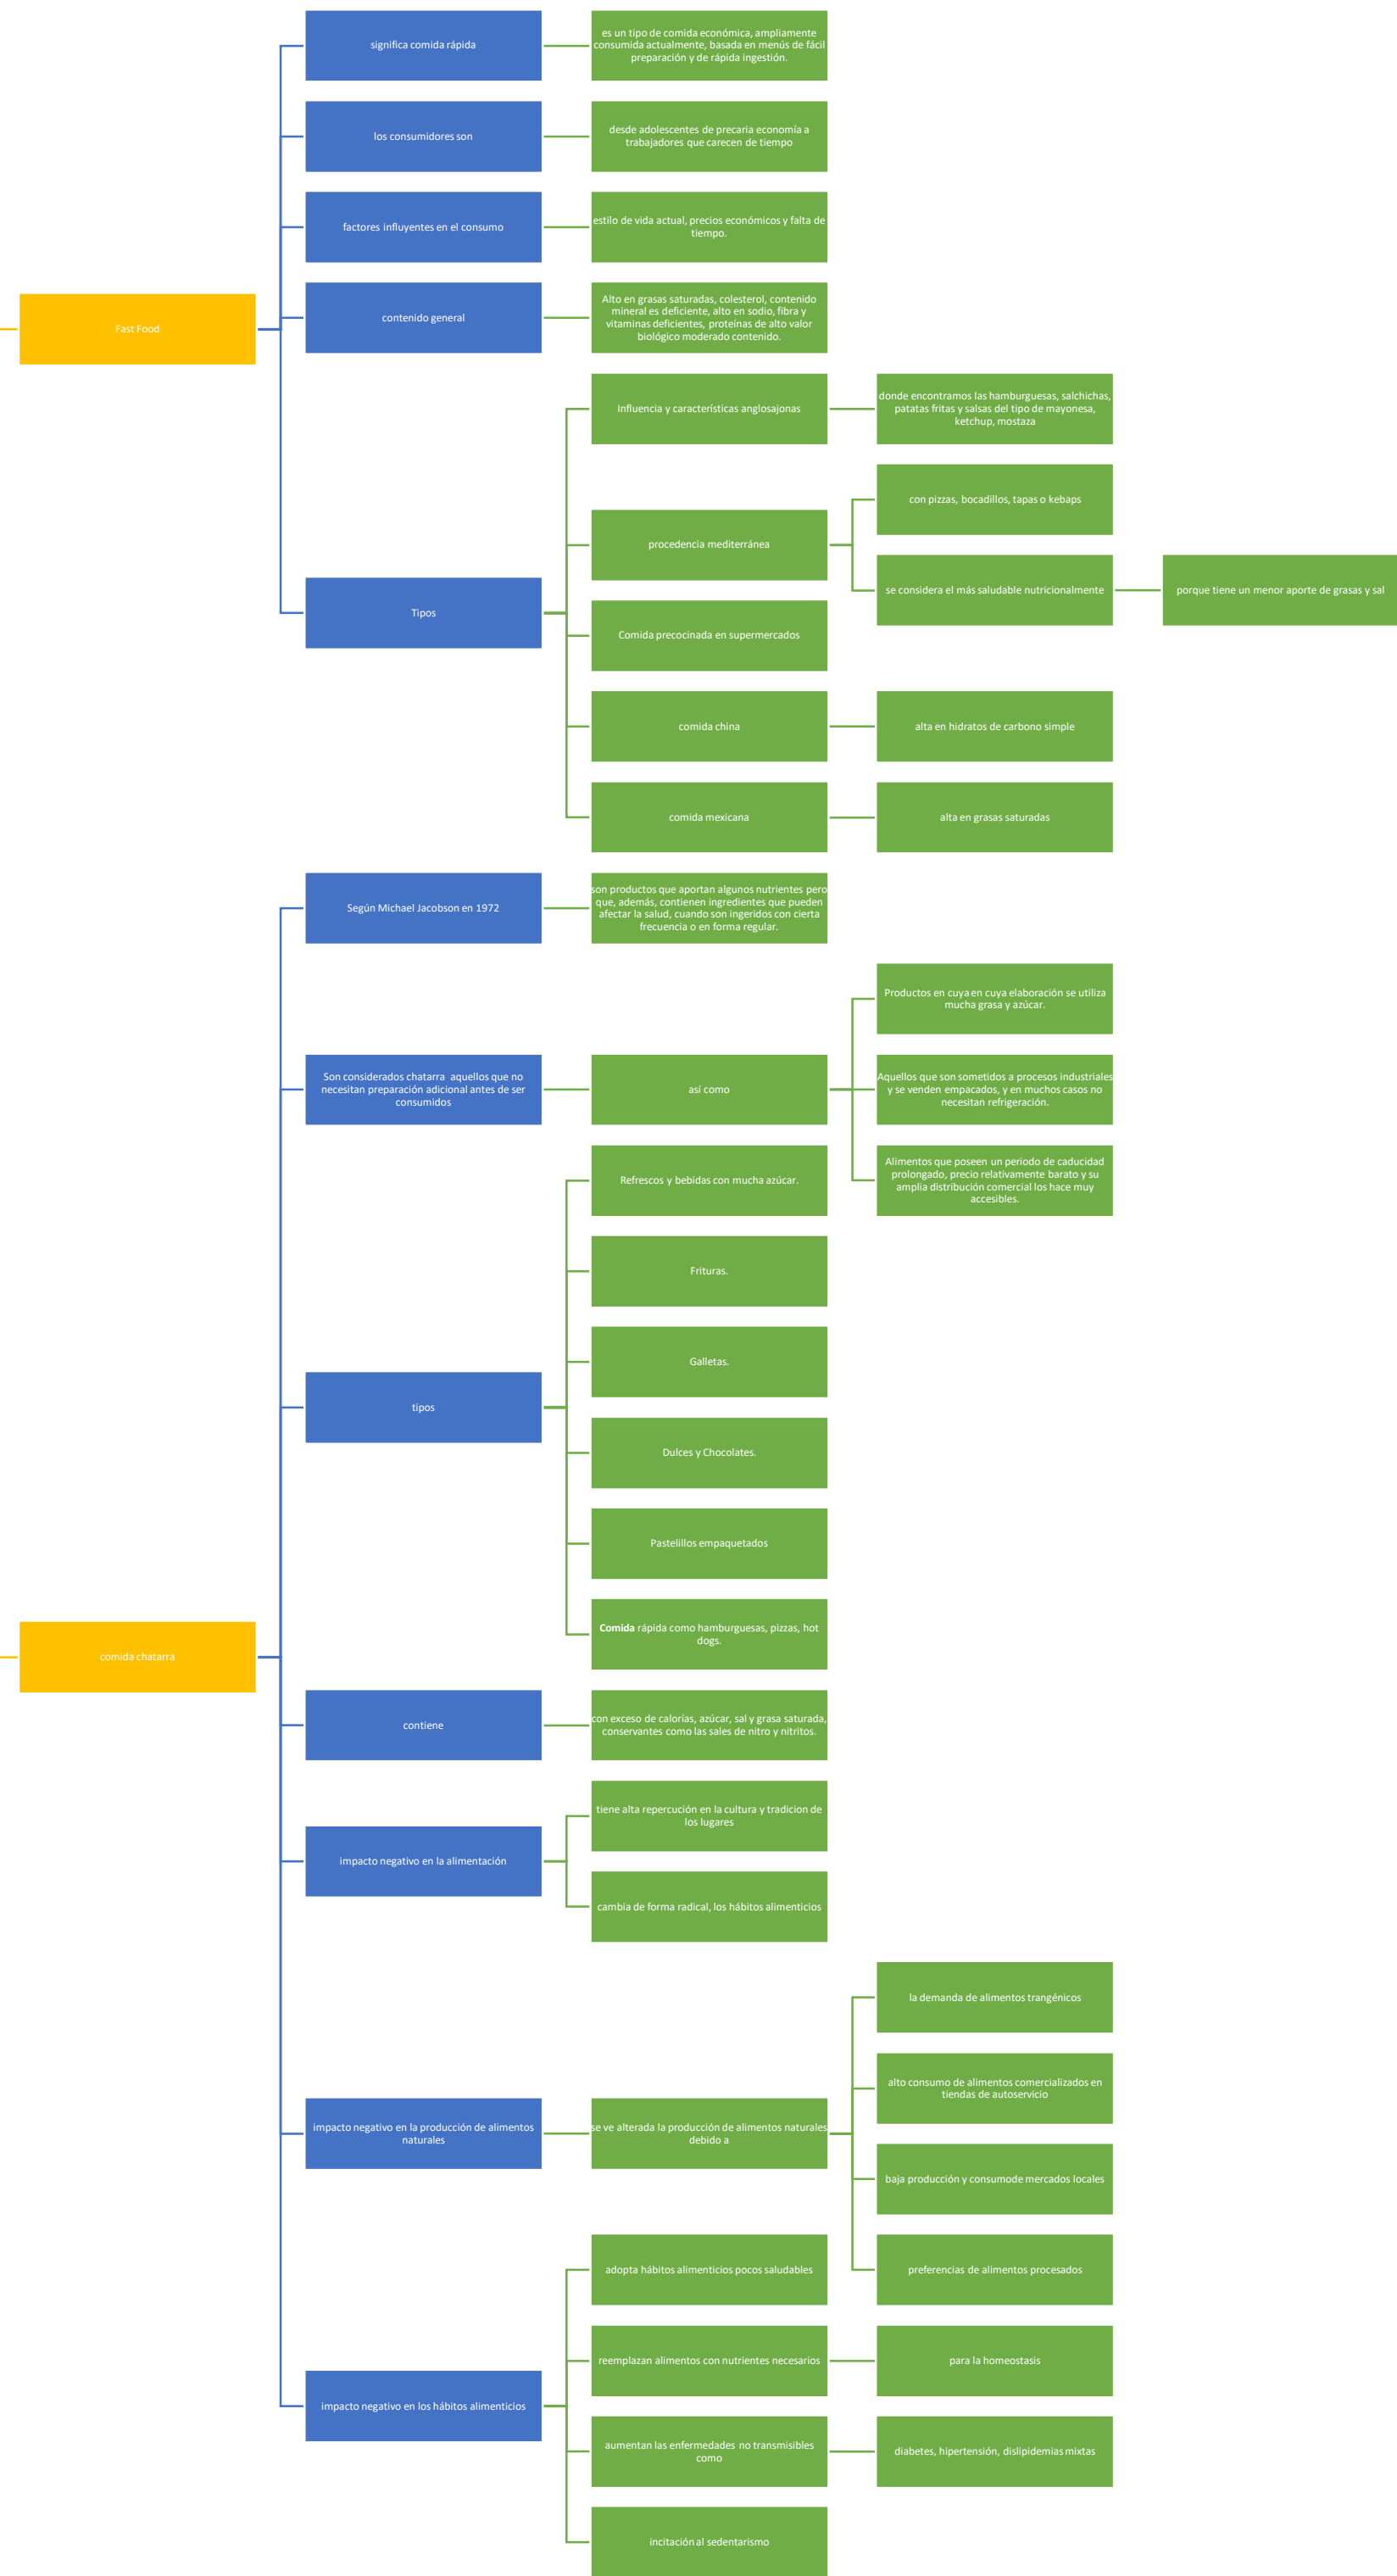 Fast Food
significa comida rápida
es un tipo de comida económica, ampliamente
consumida actualmente, basada en menús de fácil
preparación y de rápida ingestión.
los consumidores son
desde adolescentes de precaria economía a
trabajadores que carecen de tiempo
factores influyentes en el consumo
estilo de vida actual, precios económicos y falta de
tiempo.
contenido general
Alto en grasas saturadas, colesterol, contenido
mineral es deficiente, alto en sodio, fibra y
vitaminas deficientes, proteínas de alto valor
biológico moderado contenido.
Tipos
Influencia y características anglosajonas
donde encontramos las hamburguesas, salchichas,
patatas fritas y salsas del tipo de mayonesa,
ketchup, mostaza
procedencia mediterránea
con pizzas, bocadillos, tapas o kebaps
se considera el más saludable nutricionalmente
porque tiene un menor aporte de grasas y sal
Comida precocinada en supermercados
comida china
alta en hidratos de carbono simple
comida mexicana
alta en grasas saturadas
comida chatarra
Según Michael Jacobson en 1972
son productos que aportan algunos nutrientes pero
que, además, contienen ingredientes que pueden
afectar la salud, cuando son ingeridos con cierta
frecuencia o en forma regular.
Son considerados chatarra aquellos que no
necesitan preparación adicional antes de ser
consumidos
así como
Productos en cuya en cuya elaboración se utiliza
mucha grasa y azúcar.
Aquellos que son sometidos a procesos industriales
y se venden empacados, y en muchos casos no
necesitan refrigeración.
Alimentos que poseen un periodo de caducidad
prolongado, precio relativamente barato y su
amplia distribución comercial los hace muy
accesibles.
tipos
Refrescos y bebidas con mucha azúcar.
Frituras.
Galletas.
Dulces y Chocolates.
Pastelillos empaquetados
Comida rápida como hamburguesas, pizzas, hot
dogs.
contiene
con exceso de calorías, azúcar, sal y grasa saturada,
conservantes como las sales de nitro y nitritos.
impacto negativo en la alimentación
tiene alta repercución en la cultura y tradicion de
los lugares
cambia de forma radical, los hábitos alimenticios
impacto negativo en la producción de alimentos
naturales
se ve alterada la producción de alimentos naturales
debido a
la demanda de alimentos trangénicos
alto consumo de alimentos comercializados en
tiendas de autoservicio
baja producción y consumode mercados locales
preferencias de alimentos procesados
impacto negativo en los hábitos alimenticios
adopta hábitos alimenticios pocos saludables
reemplazan alimentos con nutrientes necesarios
para la homeostasis
aumentan las enfermedades no transmisibles
como
diabetes, hipertensión, dislipidemias mixtas
incitación al sedentarismo